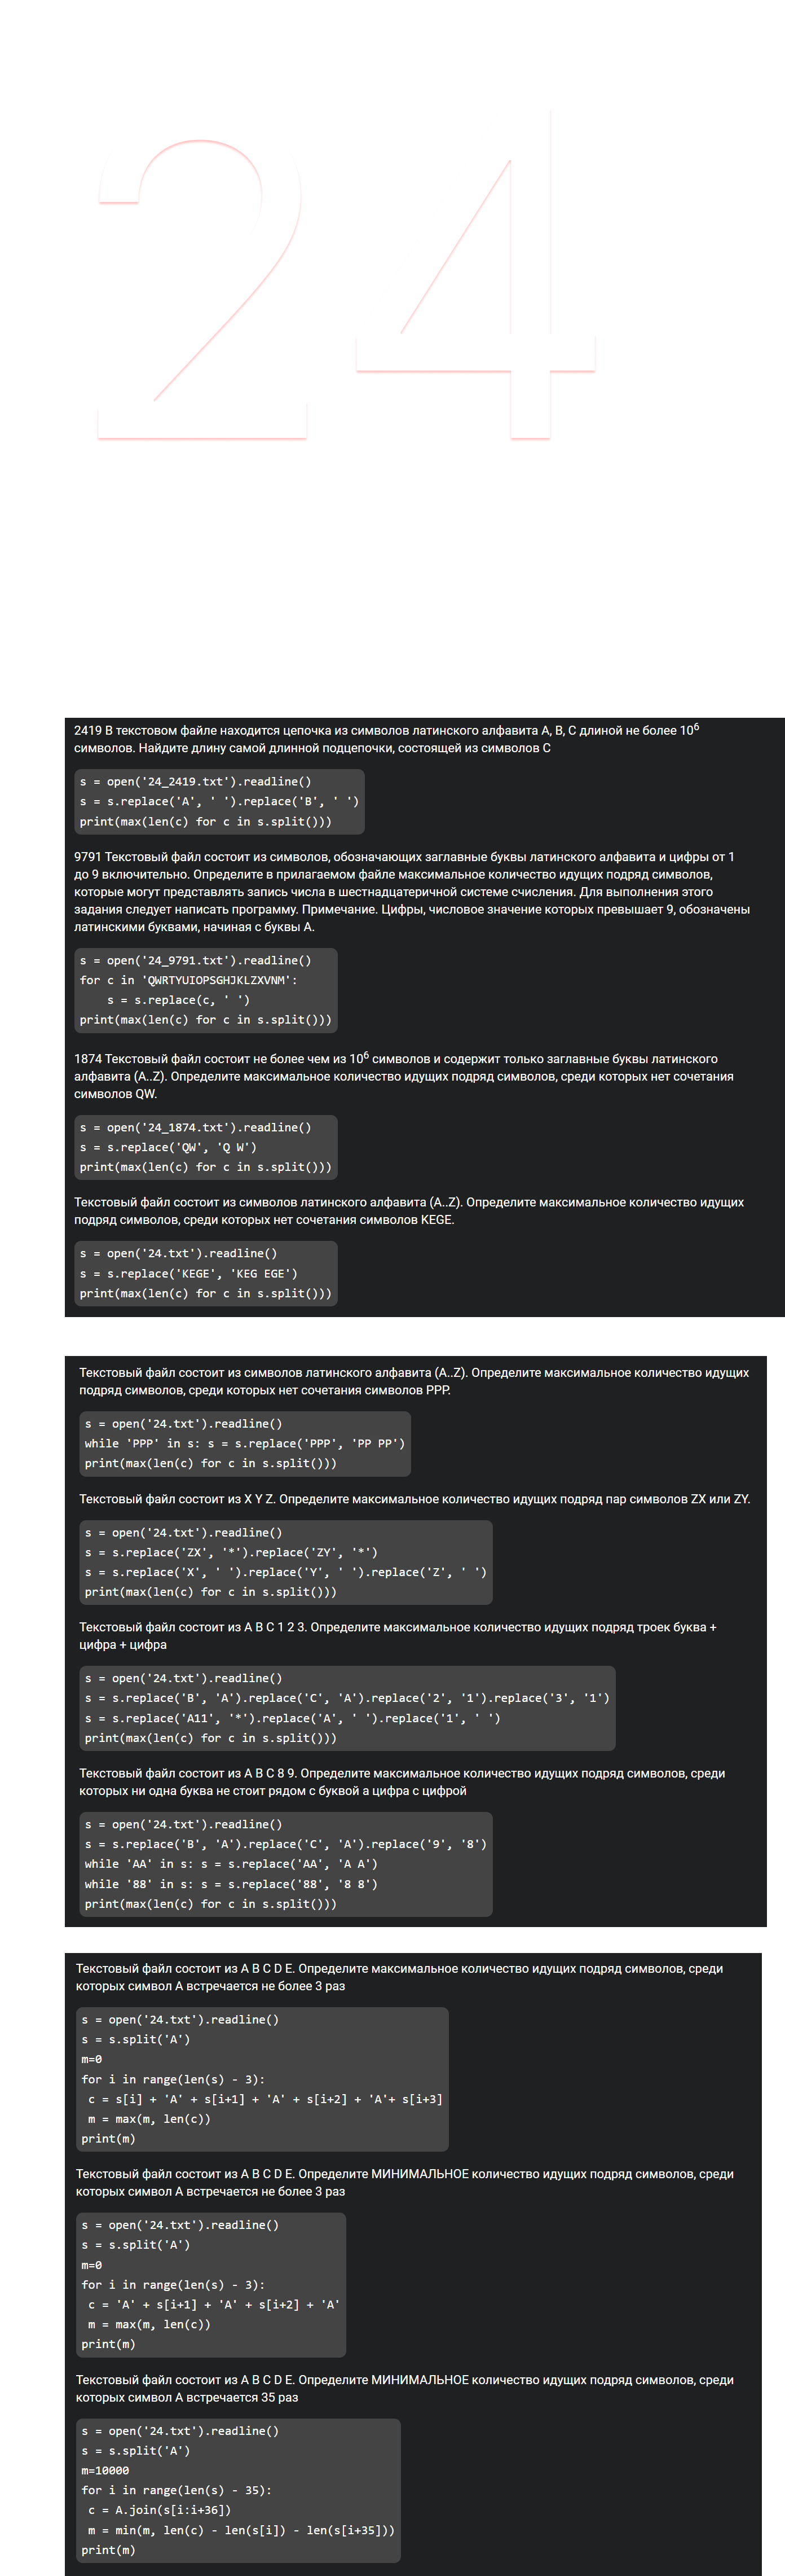 24
2419 В текстовом файле находится цепочка из символов латинского алфавита A, B, C длиной не более 10⁶
символов. Найдите длину самой длинной подцепочки, состоящей из символов C
s = open('24_2419.txt').readline()
s = s.replace('A', ' ').replace('B', ' ')
print(max(len(c) for c in s.split()))
9791 Текстовый файл состоит из символов, обозначающих заглавные буквы латинского алфавита и цифры от 1
до 9 включительно. Определите в прилагаемом файле максимальное количество идущих подряд символов,
которые могут представлять запись числа в шестнадцатеричной системе счисления. Для выполнения этого
задания следует написать программу. Примечание. Цифры, числовое значение которых превышает 9, обозначены
латинскими буквами, начиная с буквы A.
s = open('24_9791.txt').readline()
for c in 'QWRTYUIOPSGHJKLZXVNM':
    s = s.replace(c, ' ')
print(max(len(c) for c in s.split()))
1874 Текстовый файл состоит не более чем из 10⁶ символов и содержит только заглавные буквы латинского
алфавита (A..Z). Определите максимальное количество идущих подряд символов, среди которых нет сочетания
символов QW.
s = open('24_1874.txt').readline()
s = s.replace('QW', 'Q W')
print(max(len(c) for c in s.split()))
Текстовый файл состоит из символов латинского алфавита (A..Z). Определите максимальное количество идущих
подряд символов, среди которых нет сочетания символов KEGE.
s = open('24.txt').readline()
s = s.replace('KEGE', 'KEG EGE')
print(max(len(c) for c in s.split()))
Текстовый файл состоит из символов латинского алфавита (A..Z). Определите максимальное количество идущих
подряд символов, среди которых нет сочетания символов PPP.
s = open('24.txt').readline()
while 'PPP' in s: s = s.replace('PPP', 'PP PP')
print(max(len(c) for c in s.split()))
Текстовый файл состоит из X Y Z. Определите максимальное количество идущих подряд пар символов ZX или ZY.
s = open('24.txt').readline()
s = s.replace('ZX', '*').replace('ZY', '*')
s = s.replace('X', ' ').replace('Y', ' ').replace('Z', ' ')
print(max(len(c) for c in s.split()))
Текстовый файл состоит из A B C 1 2 3. Определите максимальное количество идущих подряд троек буква +
цифра + цифра
s = open('24.txt').readline()
s = s.replace('B', 'A').replace('C', 'A').replace('2', '1').replace('3', '1')
s = s.replace('A11', '*').replace('A', ' ').replace('1', ' ')
print(max(len(c) for c in s.split()))
Текстовый файл состоит из A B C 8 9. Определите максимальное количество идущих подряд символов, среди
которых ни одна буква не стоит рядом с буквой а цифра с цифрой
s = open('24.txt').readline()
s = s.replace('B', 'A').replace('C', 'A').replace('9', '8')
while 'AA' in s: s = s.replace('AA', 'A A')
while '88' in s: s = s.replace('88', '8 8')
print(max(len(c) for c in s.split()))
Текстовый файл состоит из A B C D E. Определите максимальное количество идущих подряд символов, среди
которых символ A встречается не более 3 раз
s = open('24.txt').readline()
s = s.split('A')
m=0
for i in range(len(s) - 3):
 c = s[i] + 'A' + s[i+1] + 'A' + s[i+2] + 'A'+ s[i+3]
 m = max(m, len(c))
print(m)
Текстовый файл состоит из A B C D E. Определите МИНИМАЛЬНОЕ количество идущих подряд символов, среди
которых символ A встречается не более 3 раз
s = open('24.txt').readline()
s = s.split('A')
m=0
for i in range(len(s) - 3):
 c = 'A' + s[i+1] + 'A' + s[i+2] + 'A'
 m = max(m, len(c))
print(m)
Текстовый файл состоит из A B C D E. Определите МИНИМАЛЬНОЕ количество идущих подряд символов, среди
которых символ A встречается 35 раз
s = open('24.txt').readline()
s = s.split('A')
m=10000
for i in range(len(s) - 35):
 c = A.join(s[i:i+36])
 m = min(m, len(c) - len(s[i]) - len(s[i+35]))
print(m)